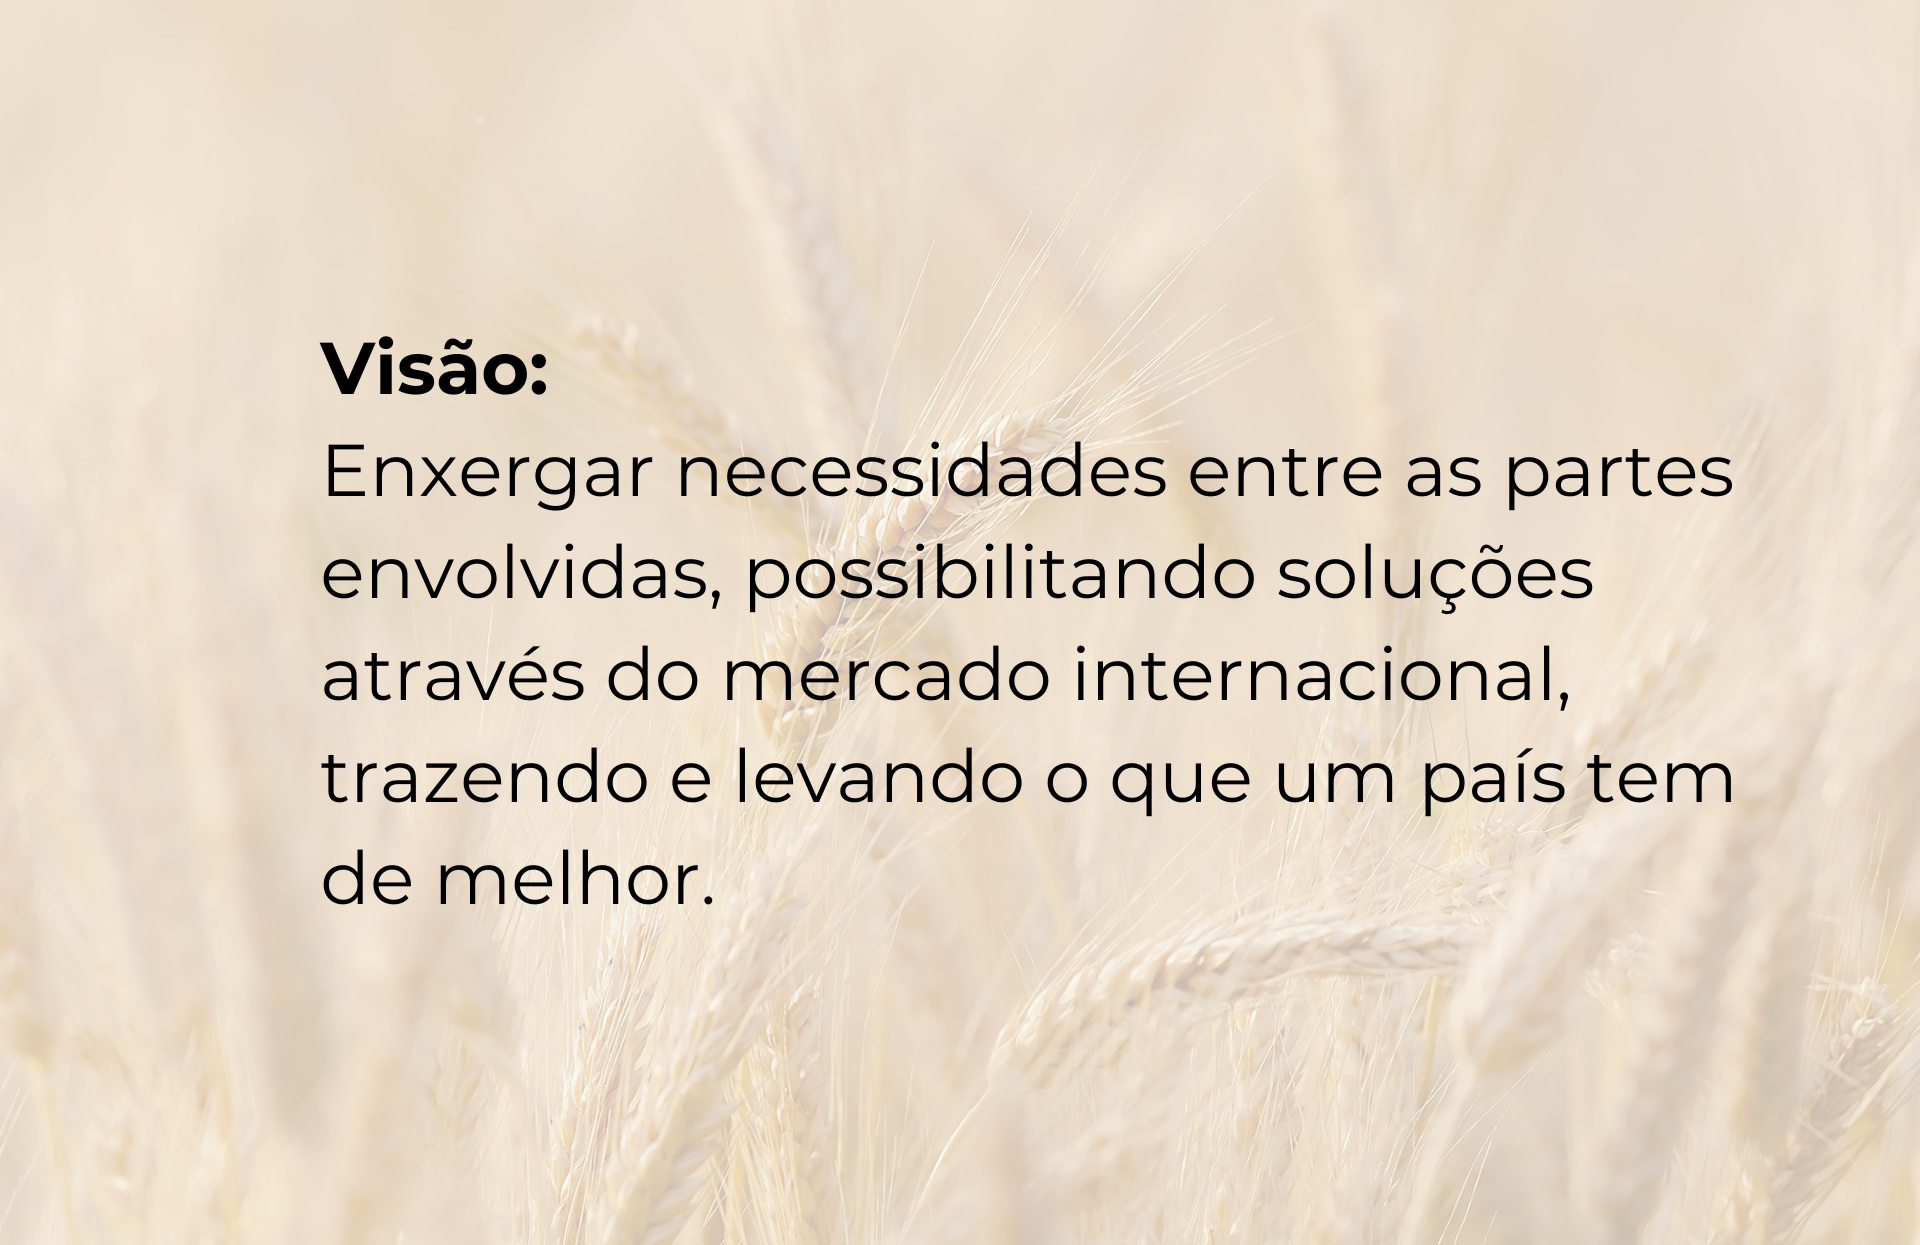 Visão:
Enxergar necessidades entre as partes
envolvidas, possibilitando soluções
através do mercado internacional,
trazendo e levando o que um país tem
de melhor.